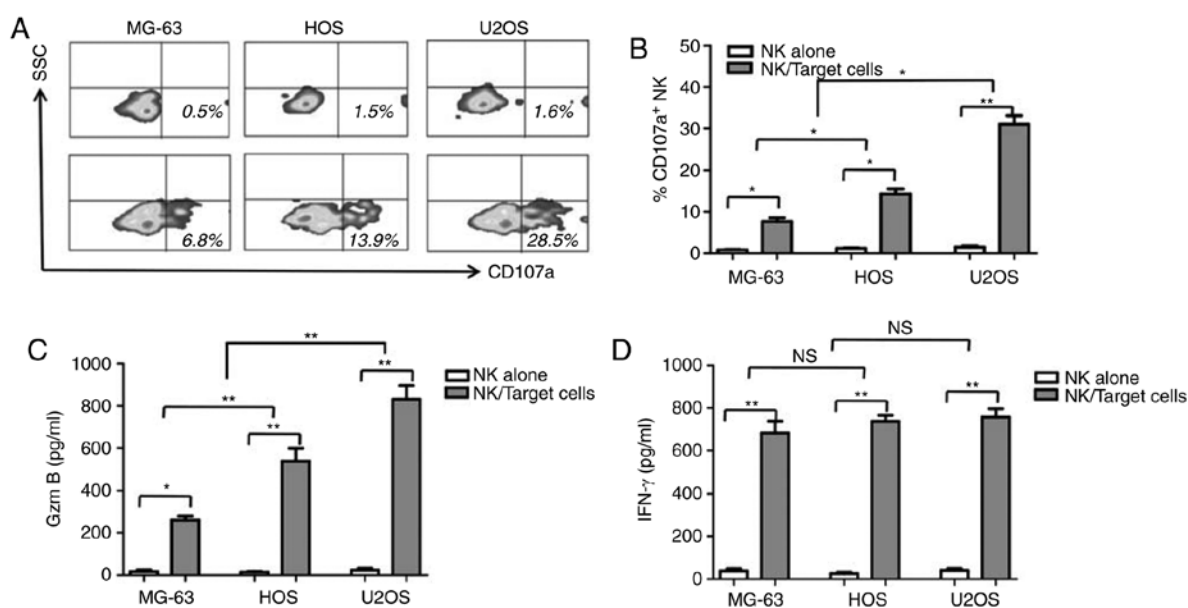 A
MG-63 HOS U2OS
SSC
0.5% 1.5% 1.6%
6.8% 13.9% 28.5%
CD107a
B
NK alone
NK/Target cells
% CD107a+ NK
50
40
30
20
10
0
*
*
**
*
*
*
MG-63 HOS U2OS
C
NK alone
NK/Target cells
Gzm B (pg/ml)
1000
800
600
400
200
0
**
**
**
**
*
MG-63 HOS U2OS
D
NK alone
NK/Target cells
IFN-γ (pg/ml)
1000
800
600
400
200
0
NS
NS
**
**
**
MG-63 HOS U2OS